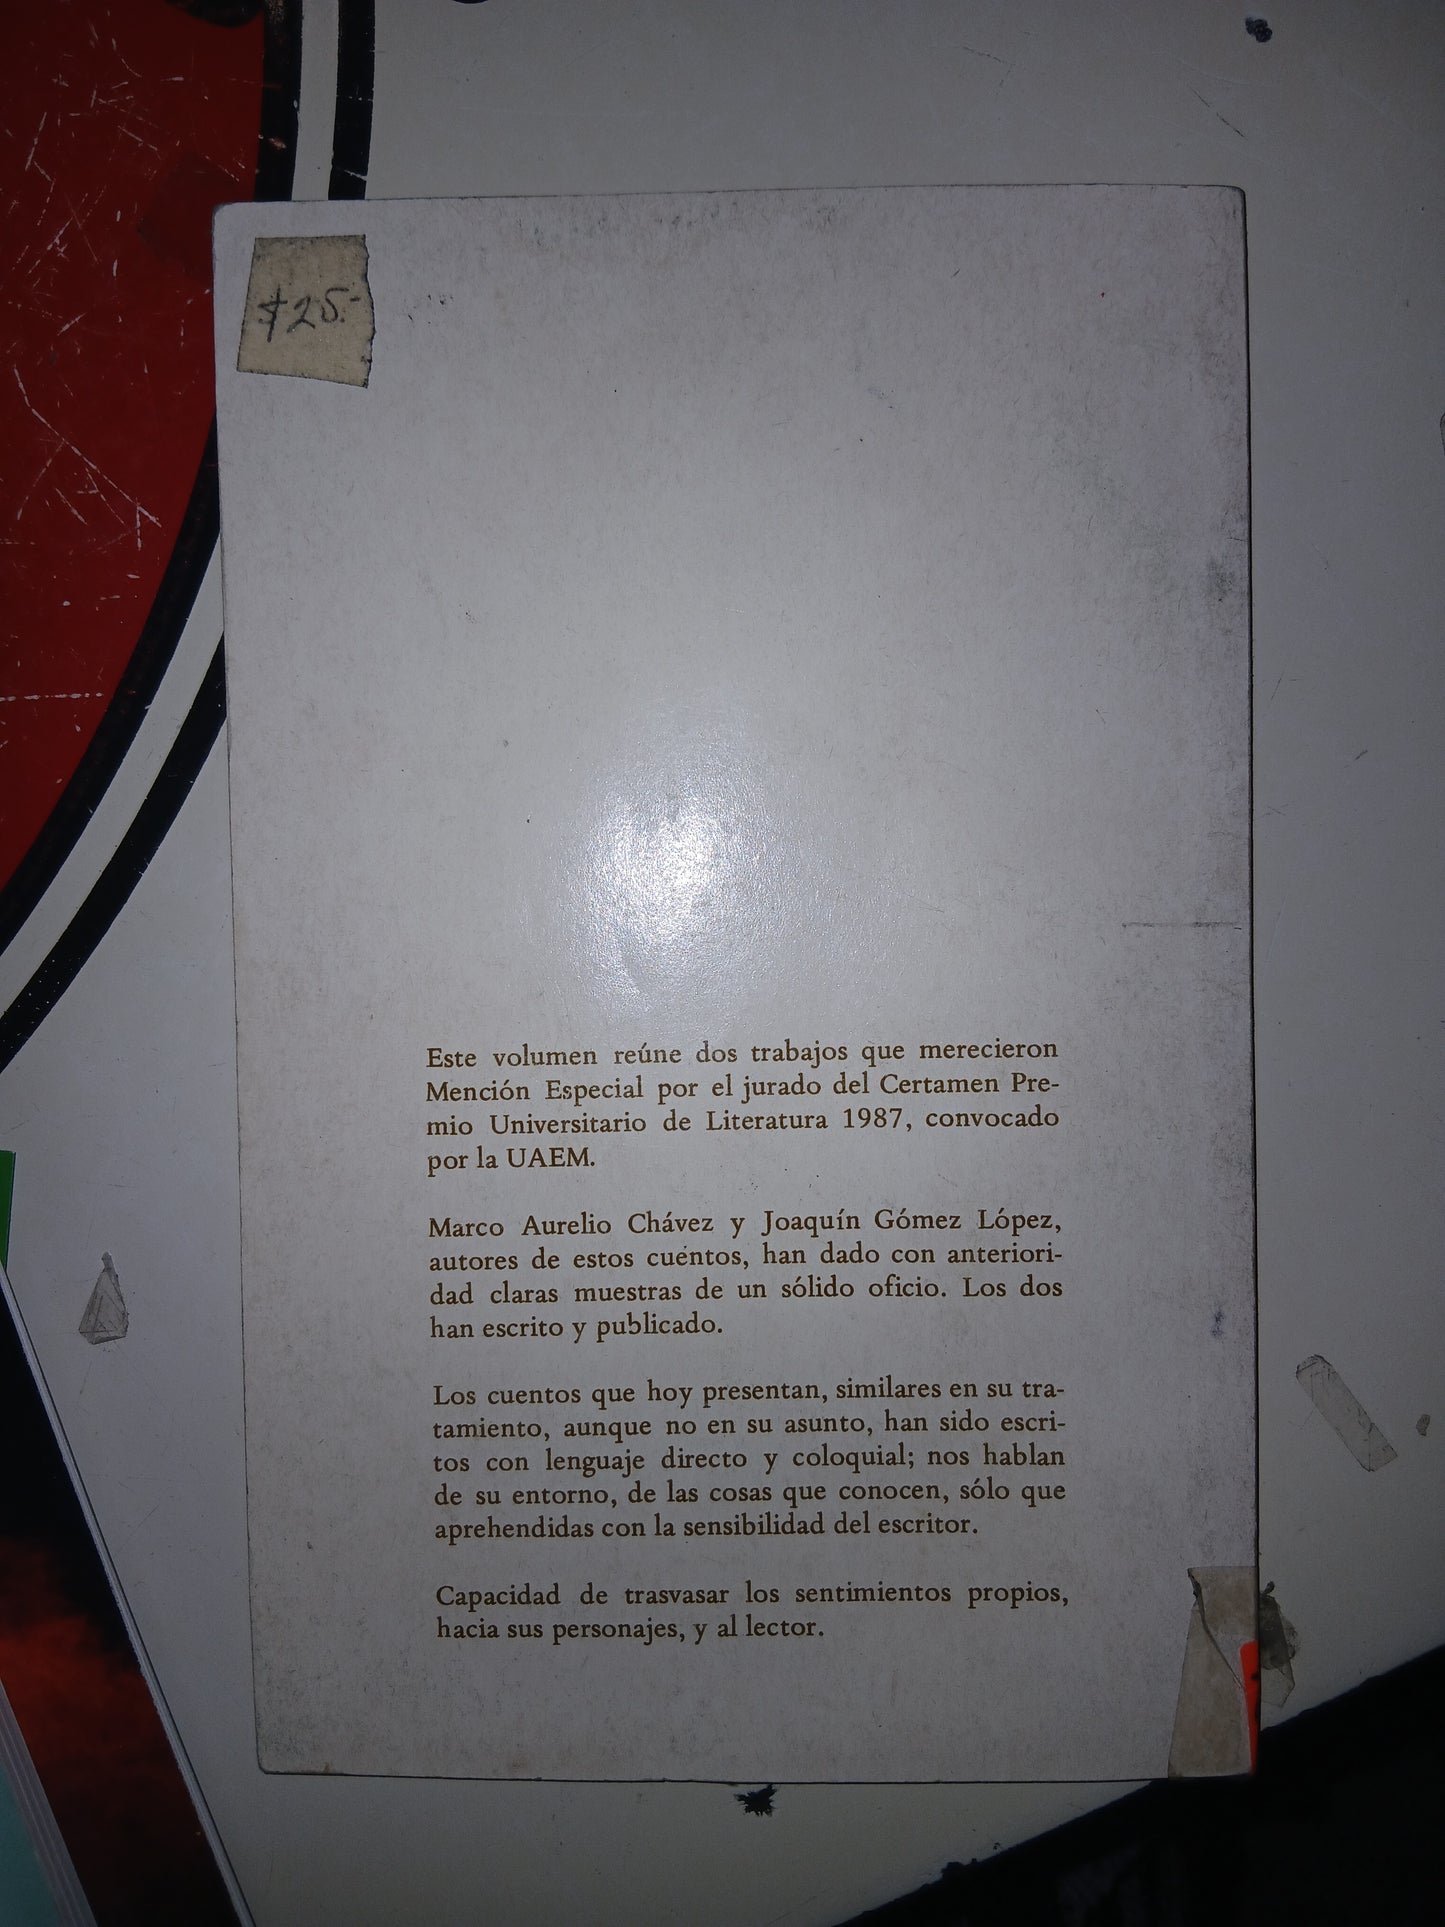 $25.-
Este volumen reúne dos trabajos que merecieron
Mención Especial por el jurado del Certamen Pre-
mio Universitario de Literatura 1987, convocado
por la UAEM.
Marco Aurelio Chávez y Joaquín Gómez López,
autores de estos cuentos, han dado con anteriori-
dad claras muestras de un sólido oficio. Los dos
han escrito y publicado.
Los cuentos que hoy presentan, similares en su tra-
tamiento, aunque no en su asunto, han sido escri-
tos con lenguaje directo y coloquial; nos hablan
de su entorno, de las cosas que conocen, sólo que
aprehendidas con la sensibilidad del escritor.
Capacidad de trasvasar los sentimientos propios,
hacia sus personajes, y al lector.